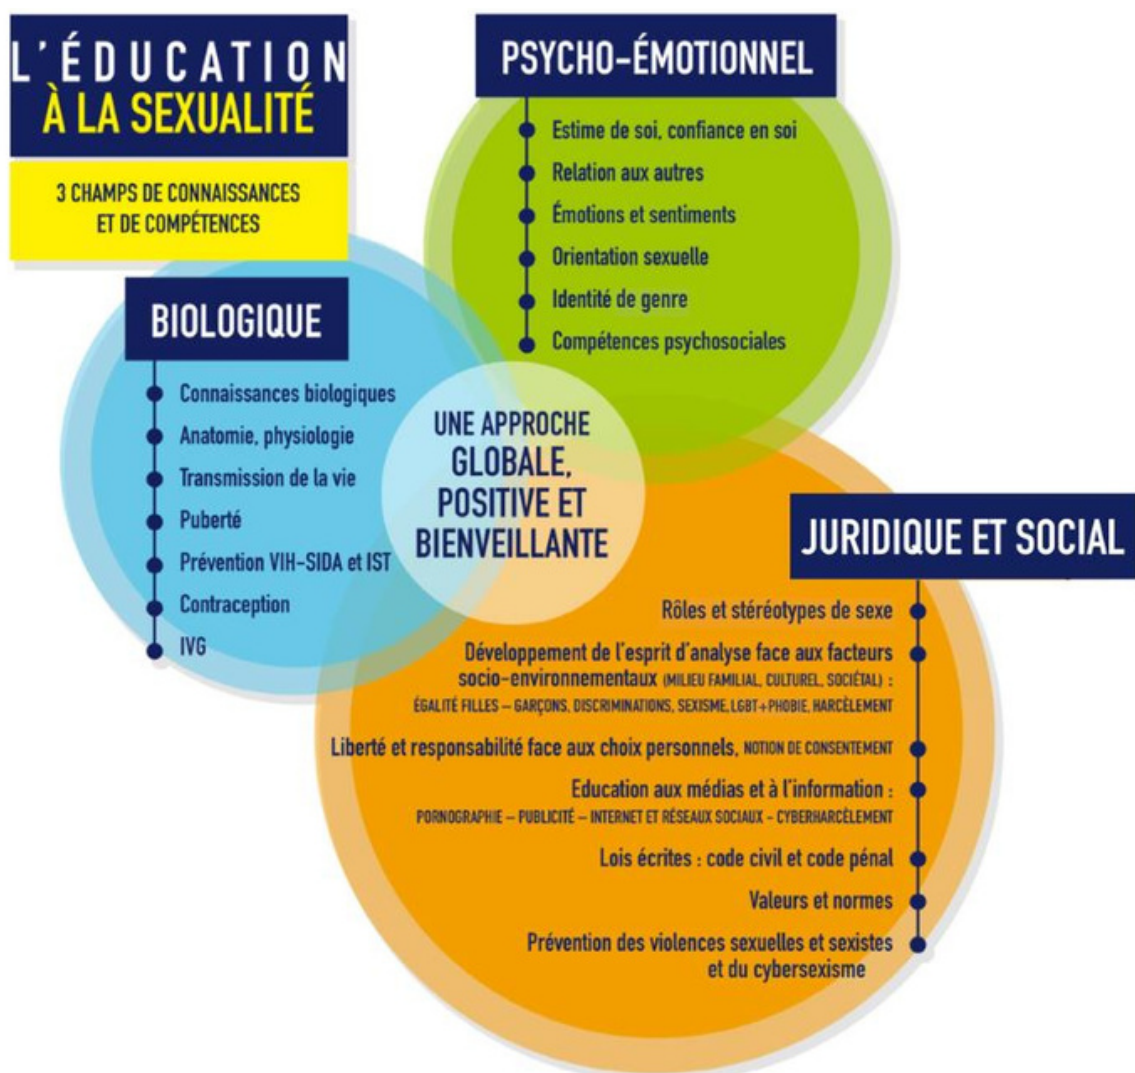 L'ÉDUCATION
À LA SEXUALITÉ
3 CHAMPS DE CONNAISSANCES
ET DE COMPÉTENCES
PSYCHO-ÉMOTIONNEL
Estime de soi, confiance en soi
Relation aux autres
Émotions et sentiments
Orientation sexuelle
Identité de genre
Compétences psychosociales
BIOLOGIQUE
Connaissances biologiques
Anatomie, physiologie
Transmission de la vie
Puberté
Prévention VIH-SIDA et IST
Contraception
IVG
UNE APPROCHE
GLOBALE,
POSITIVE ET
BIENVEILLANTE
JURIDIQUE ET SOCIAL
Rôles et stéréotypes de sexe
Développement de l'esprit d'analyse face aux facteurs
socio-environnementaux (MILIEU FAMILIAL, CULTUREL, SOCIÉTAL) :
ÉGALITÉ FILLES – GARÇONS, DISCRIMINATIONS, SEXISME, LGBT+PHOBIE, HARCÈLEMENT
Liberté et responsabilité face aux choix personnels, NOTION DE CONSENTEMENT
Education aux médias et à l'information :
PORNOGRAPHIE – PUBLICITÉ – INTERNET ET RÉSEAUX SOCIAUX - CYBERHARCÈLEMENT
Lois écrites : code civil et code pénal
Valeurs et normes
Prévention des violences sexuelles et sexistes
et du cybersexisme